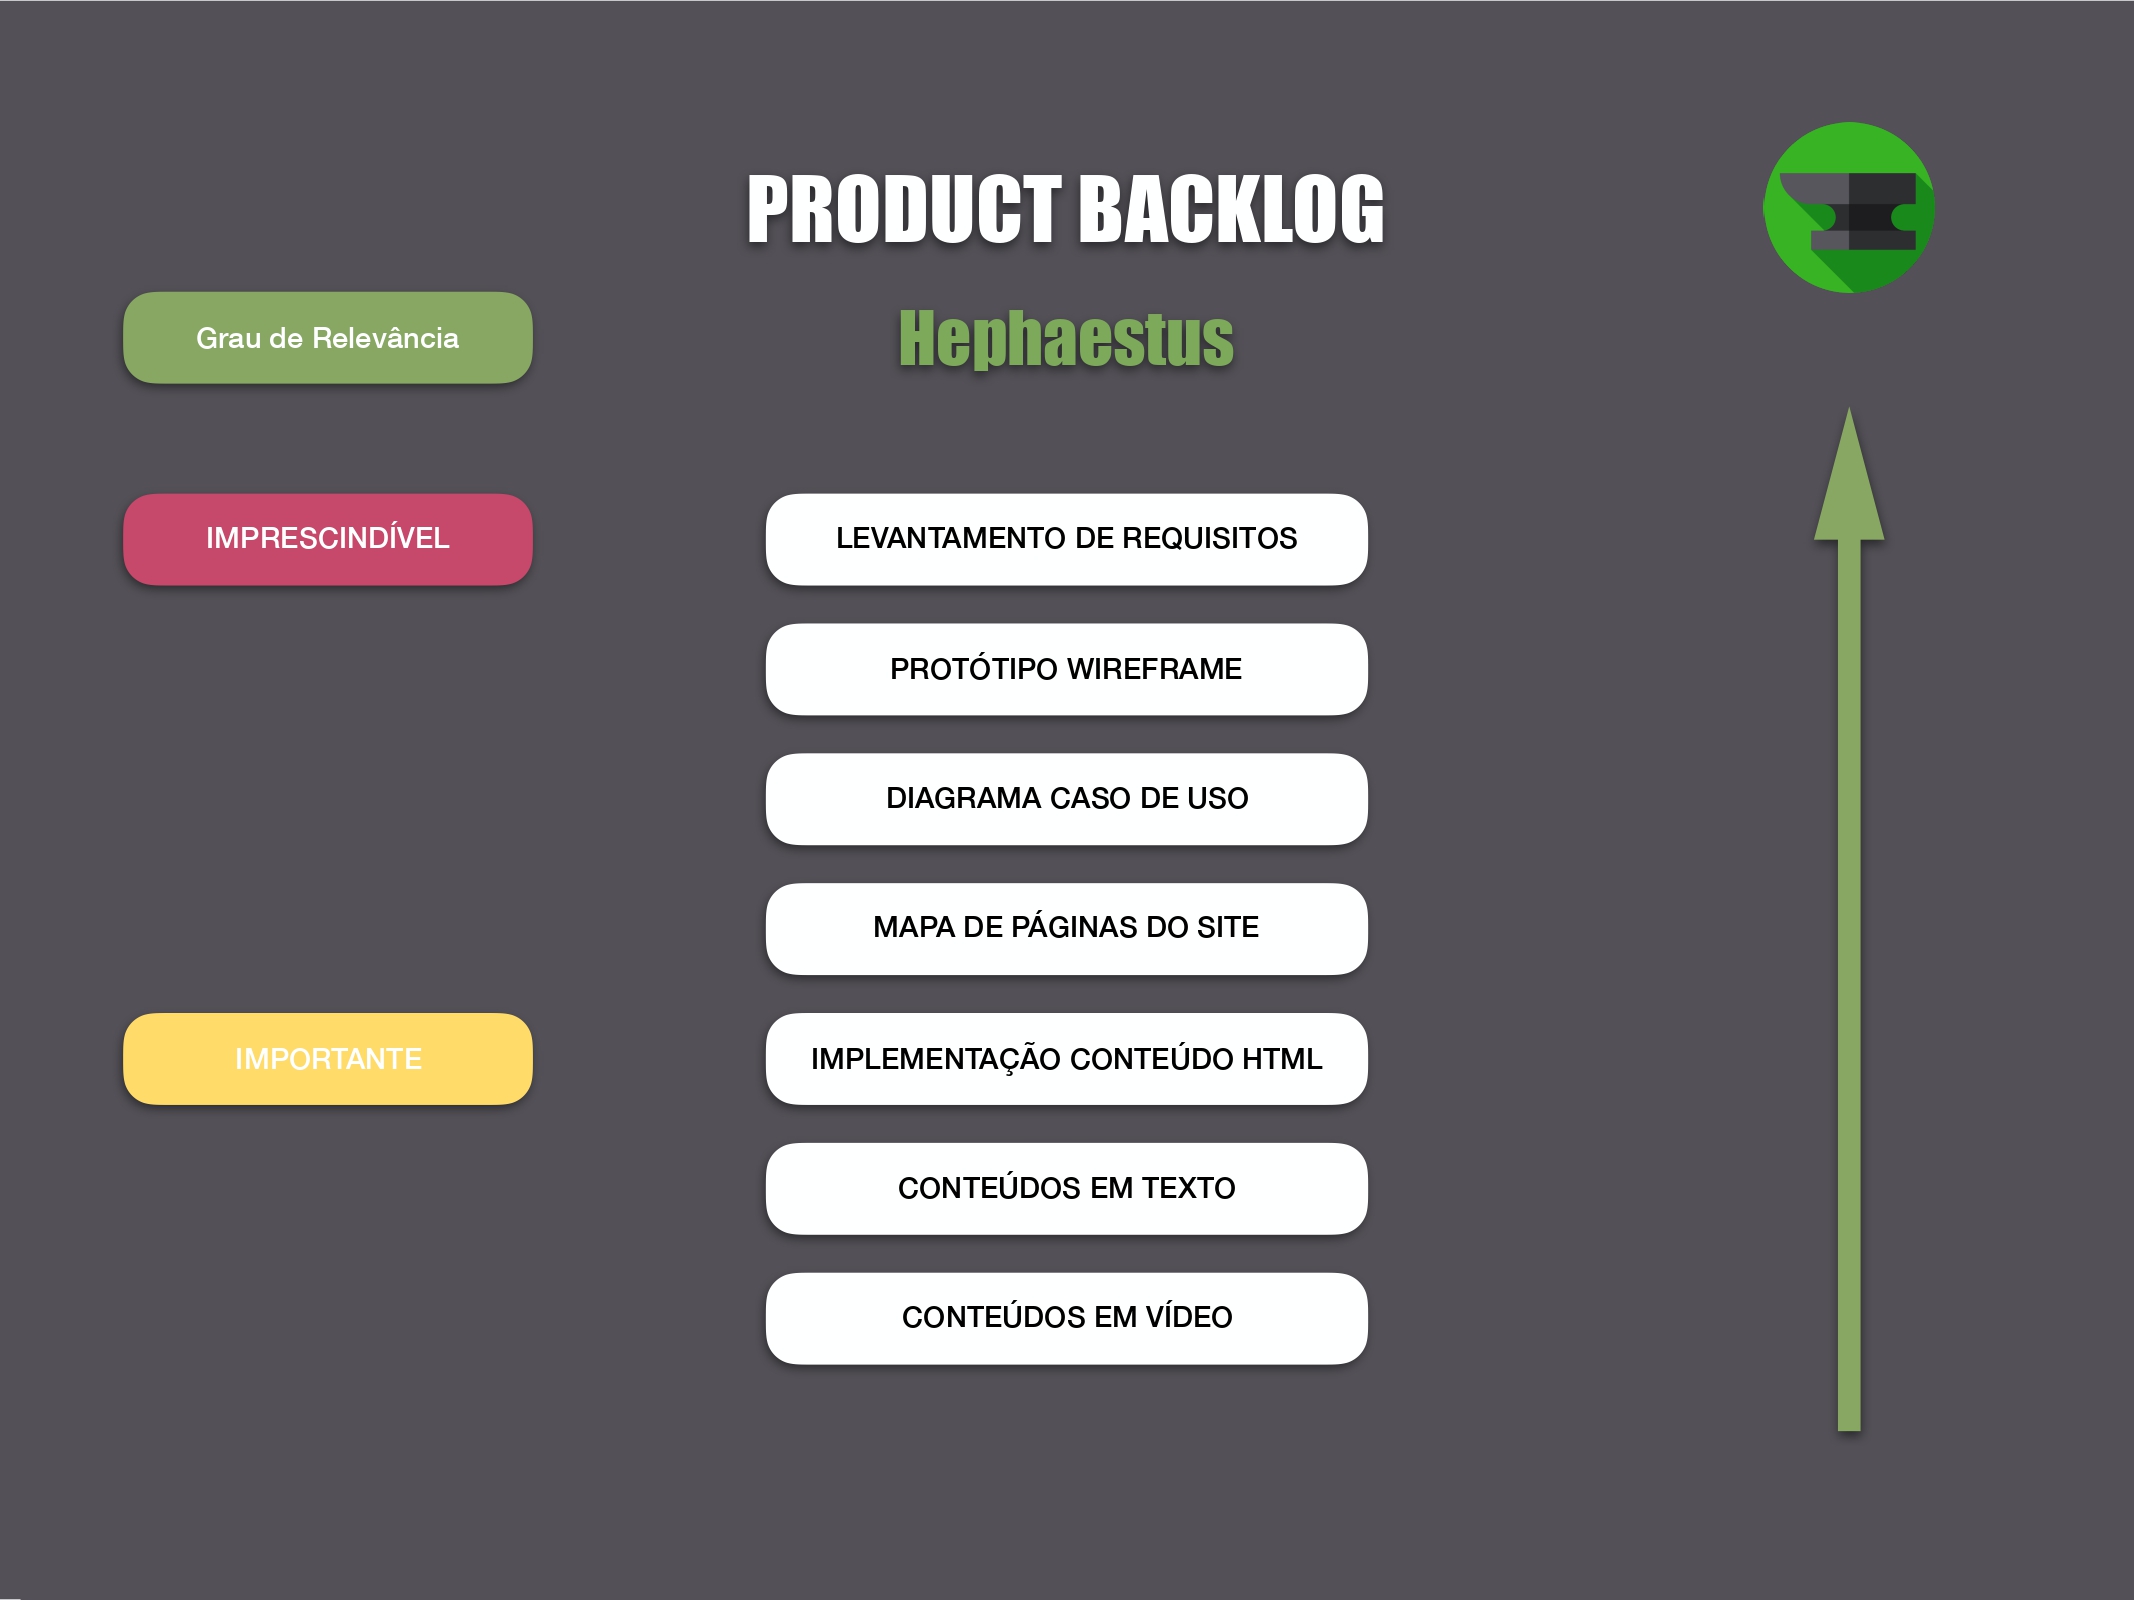 PRODUCT BACKLOG
Hephaestus
Grau de Relevância
IMPRESCINDÍVEL
LEVANTAMENTO DE REQUISITOS
PROTÓTIPO WIREFRAME
DIAGRAMA CASO DE USO
MAPA DE PÁGINAS DO SITE
IMPORTANTE
IMPLEMENTAÇÃO CONTEÚDO HTML
CONTEÚDOS EM TEXTO
CONTEÚDOS EM VÍDEO